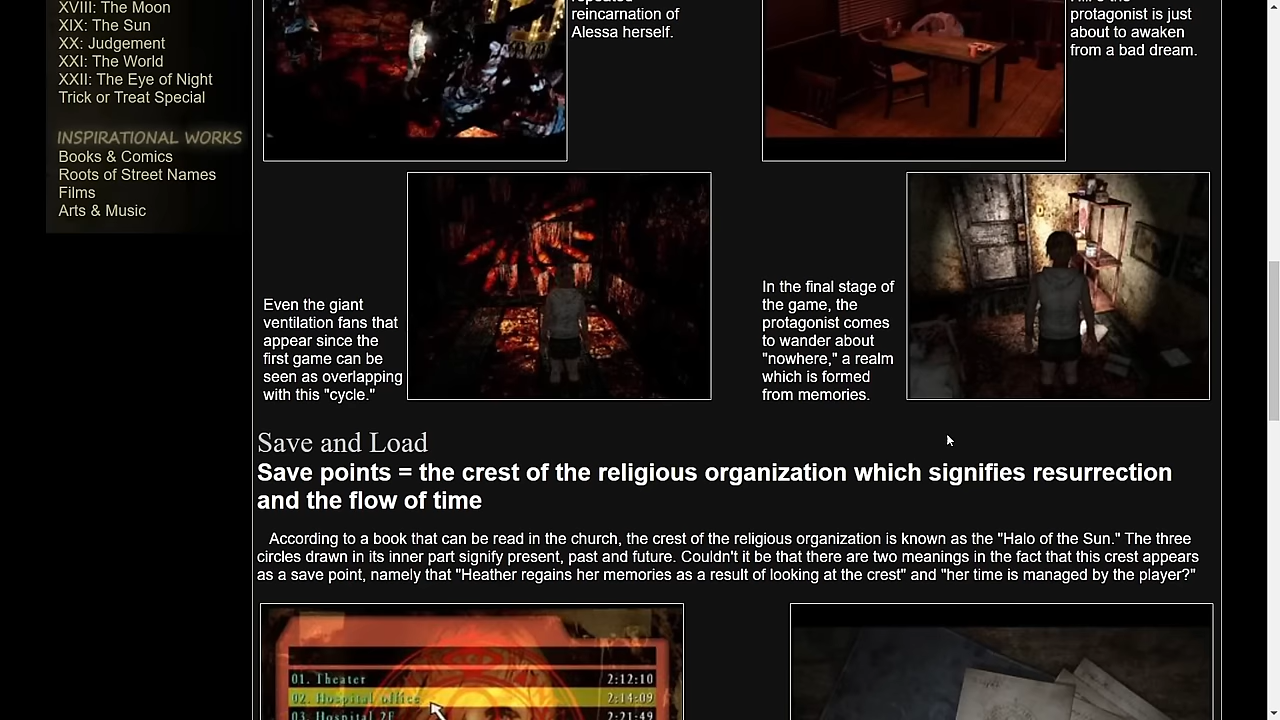 XVIII: The Moon
XIX: The Sun
XX: Judgement
XXI: The World
XXII: The Eye of Night
Trick or Treat Special
INSPIRATIONAL WORKS
Books & Comics
Roots of Street Names
Films
Arts & Music
reincarnation of
Alessa herself.
protagonist is just
about to awaken
from a bad dream.
Even the giant
ventilation fans that
appear since the
first game can be
seen as overlapping
with this "cycle."
In the final stage of
the game, the
protagonist comes
to wander about
"nowhere," a realm
which is formed
from memories.
Save and Load
Save points = the crest of the religious organization which signifies resurrection
and the flow of time
According to a book that can be read in the church, the crest of the religious organization is known as the "Halo of the Sun." The three
circles drawn in its inner part signify present, past and future. Couldn't it be that there are two meanings in the fact that this crest appears
as a save point, namely that "Heather regains her memories as a result of looking at the crest" and "her time is managed by the player?"
01. Theater 2:12:10
02. Hospital office 2:14:09
03. Hospital 2F 2:21:49